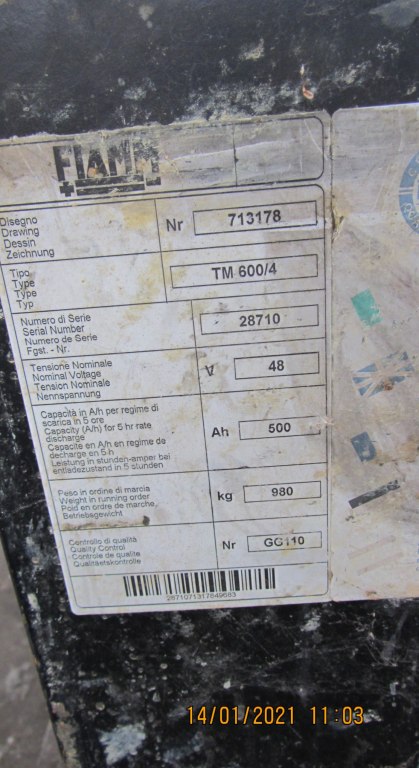 FIAMM
Disegno
Drawing
Dessin
Zeichnung
Nr 713178
Tipo
Type
Type
Typ
TM 600/4
Numero di Serie
Serial Number
Numero de Serie
Fgst. - Nr.
28710
Tensione Nominale
Nominal Voltage
Tension Nominale
Nennspannung
V 48
Capacità in A/h per regime di
scarica in 5 ore
Capacity (A/h) for 5 hr rate
discharge
Capacite en A/h en regime de
decharge en 5 h
Leistung in stunden-amper bei
entladezustand in 5 stunden
Ah 500
Peso in ordine di marcia
Weight in running order
Poid en ordre de marche
Betriebsgewicht
kg 980
Controllo di qualità
Quality Control
Controle de qualite
Qualitaetskontrolle
Nr GG110
2871071317849683
14/01/2021 11:03